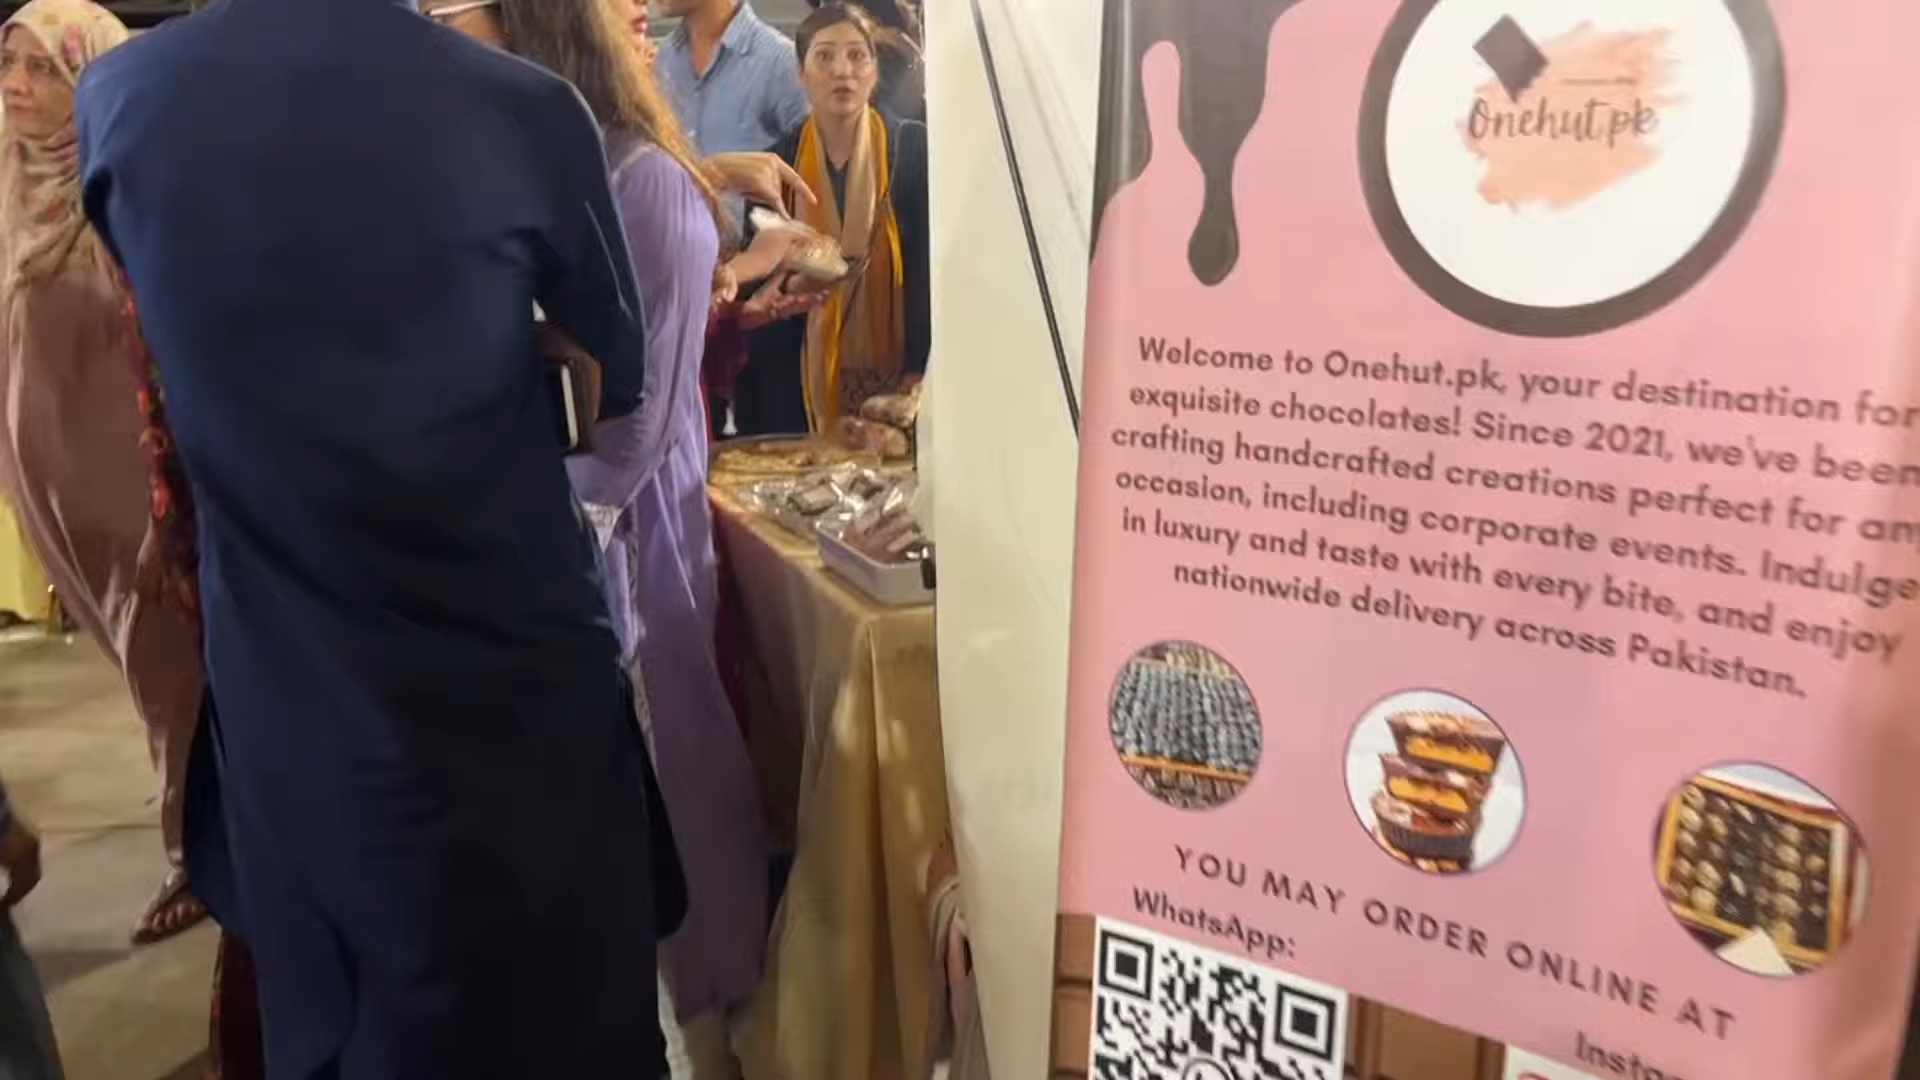 Onehut.pk
Welcome to Onehut.pk, your destination for
exquisite chocolates! Since 2021, we've been
crafting handcrafted creations perfect for
occasion, including corporate events. Indulge
in luxury and taste with every bite, and enjoy
nationwide delivery across Pakistan.
YOU MAY ORDER ONLINE AT
WhatsApp: